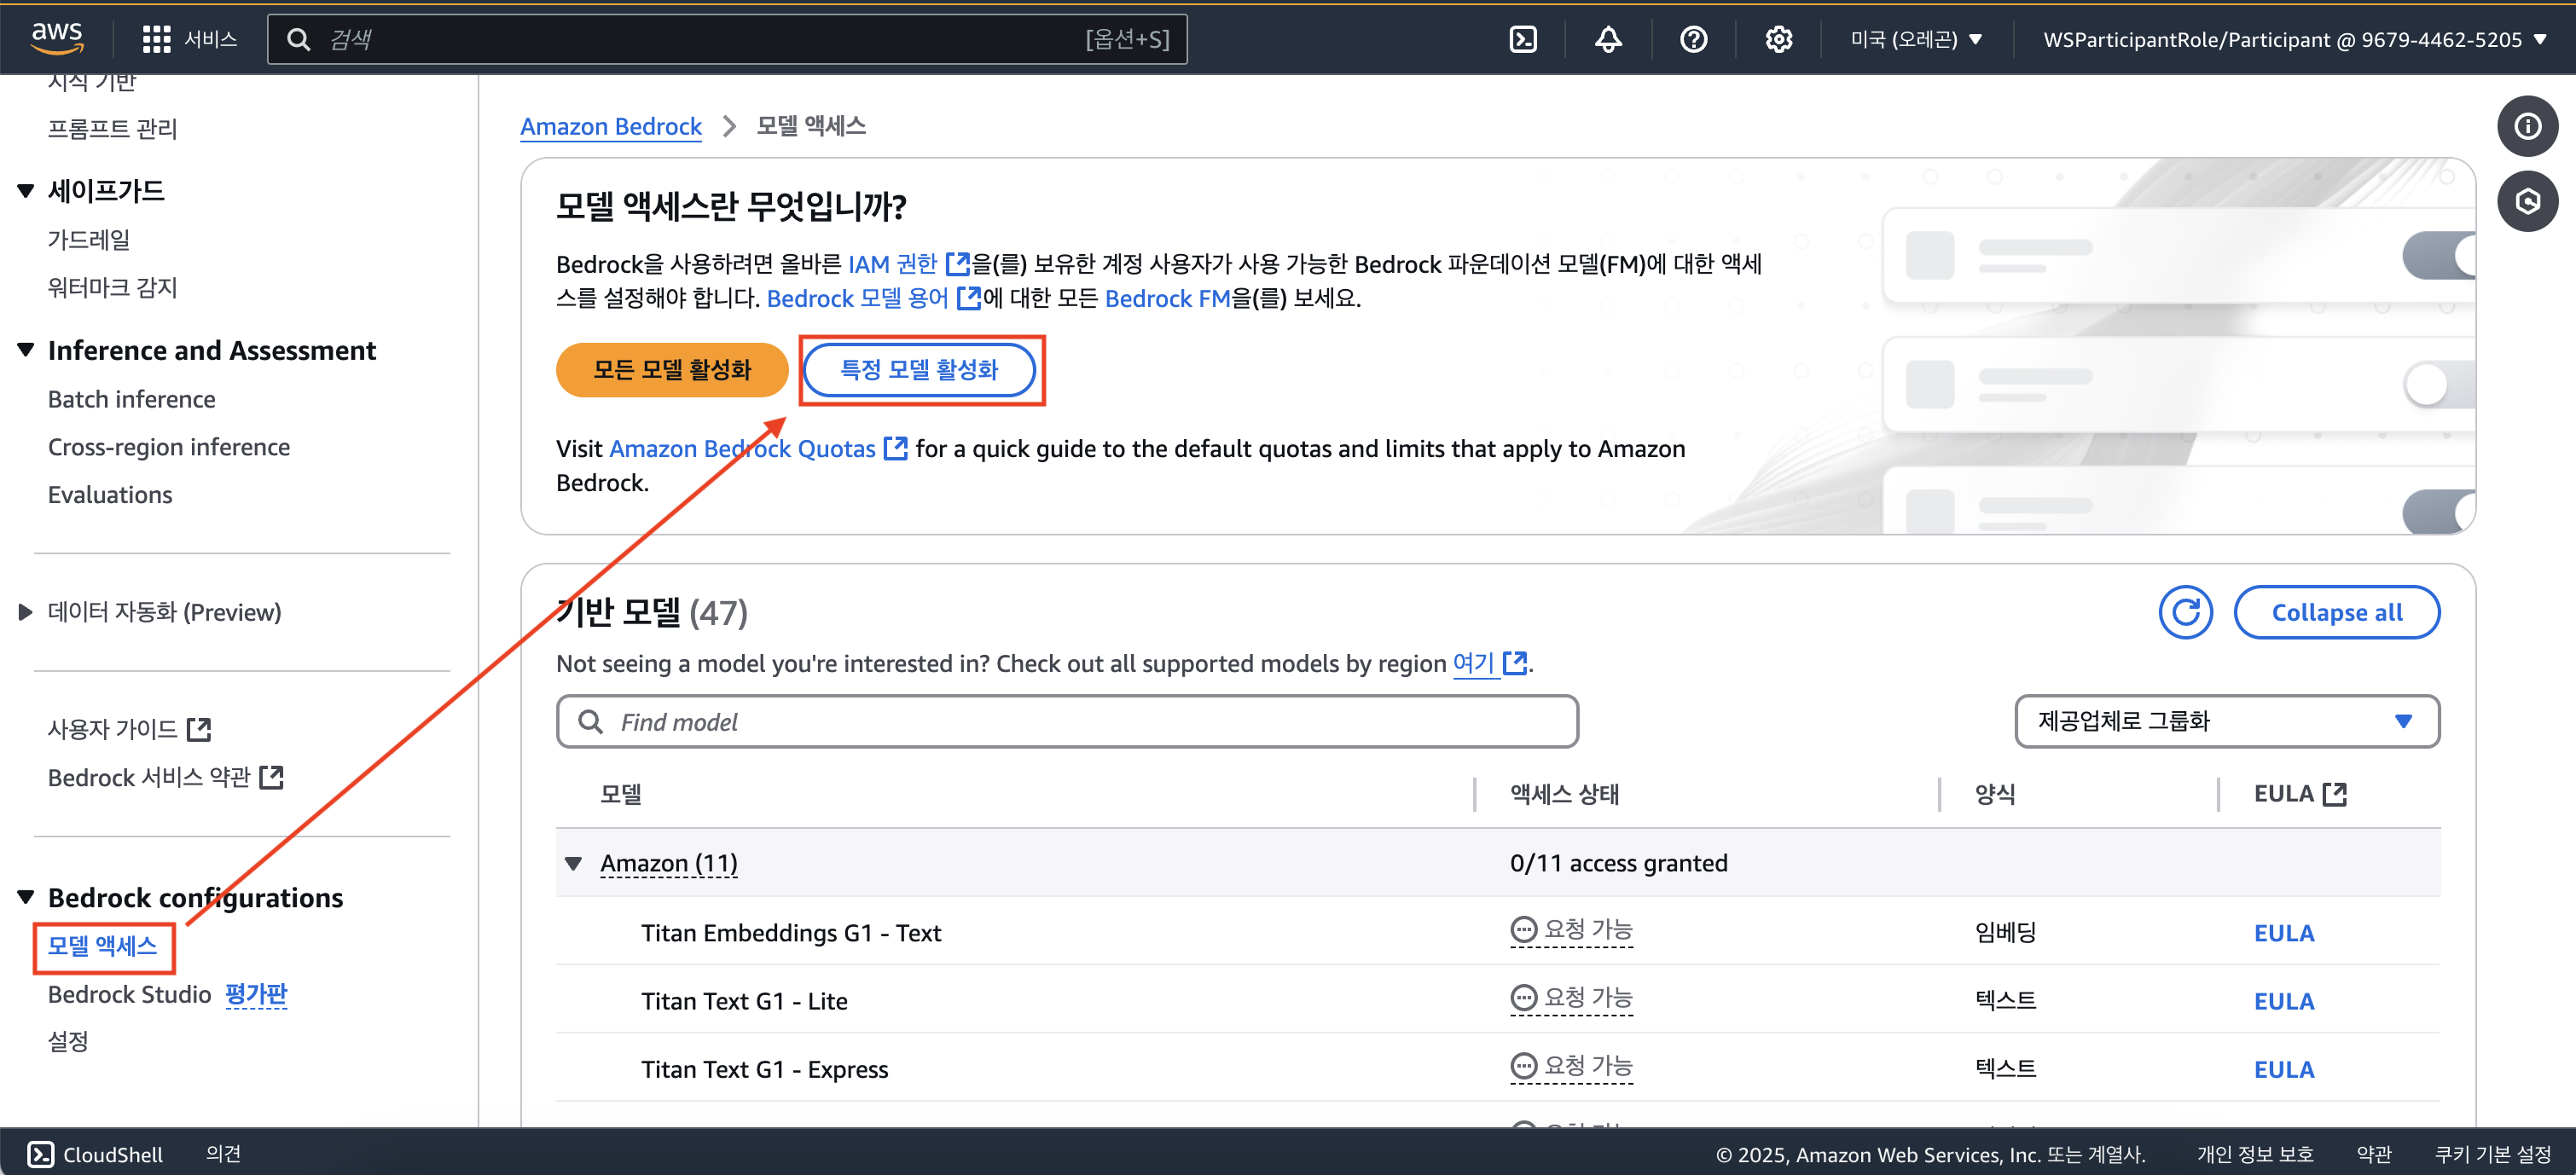 aws
서비스
검색
[옵션+S]
미국 (오레곤)
WSParticipantRole/Participant @ 9679-4462-5205
지식 기반
프롬프트 관리
세이프가드
가드레일
워터마크 감지
Inference and Assessment
Batch inference
Cross-region inference
Evaluations
데이터 자동화 (Preview)
사용자 가이드
Bedrock 서비스 약관
Bedrock configurations
모델 액세스
Bedrock Studio 평가판
설정
Amazon Bedrock > 모델 액세스
모델 액세스란 무엇입니까?
Bedrock을 사용하려면 올바른 IAM 권한 을(를) 보유한 계정 사용자가 사용 가능한 Bedrock 파운데이션 모델(FM)에 대한 액세
스를 설정해야 합니다. Bedrock 모델 용어 에 대한 모든 Bedrock FM을(를) 보세요.
모든 모델 활성화
특정 모델 활성화
Visit Amazon Bedrock Quotas for a quick guide to the default quotas and limits that apply to Amazon
Bedrock.
기반 모델 (47)
Collapse all
Not seeing a model you're interested in? Check out all supported models by region 여기.
Find model
제공업체로 그룹화
모델 액세스 상태 양식 EULA
Amazon (11) 0/11 access granted
Titan Embeddings G1 - Text 요청 가능 임베딩 EULA
Titan Text G1 - Lite 요청 가능 텍스트 EULA
Titan Text G1 - Express 요청 가능 텍스트 EULA
CloudShell 의견
© 2025, Amazon Web Services, Inc. 또는 계열사. 개인 정보 보호 약관 쿠키 기본 설정